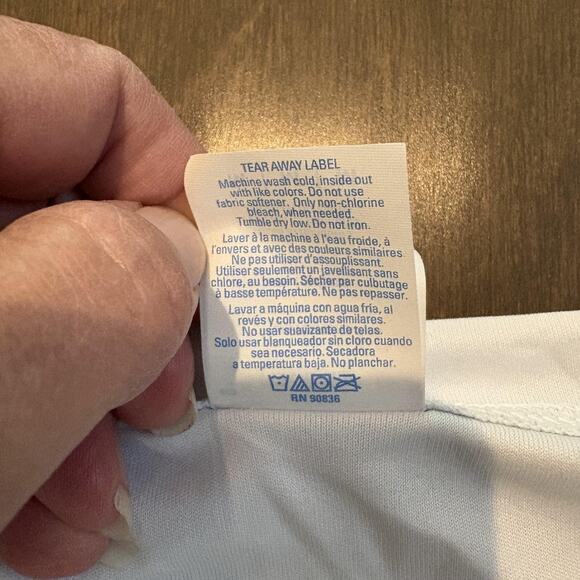 TEAR AWAY LABEL
Machine wash cold, inside out
with like colors. Do not use
fabric softener. Only non-chlorine
bleach, when needed.
Tumble dry low. Do not iron.
Laver à la machine à l'eau froide, à
l'envers et avec des couleurs similaires
Ne pas utiliser d'assouplissant.
Utiliser seulement un javellisant sans
chlore, au besoin. Sécher par culbutage
à basse température. Ne pas repasser.
Lavar a máquina con agua fría, al
revés y con colores similares.
No usar suavizante de telas.
Solo usar blanqueador sin cloro cuando
sea necesario. Secadora
a temperatura baja. No planchar.
RN 90836